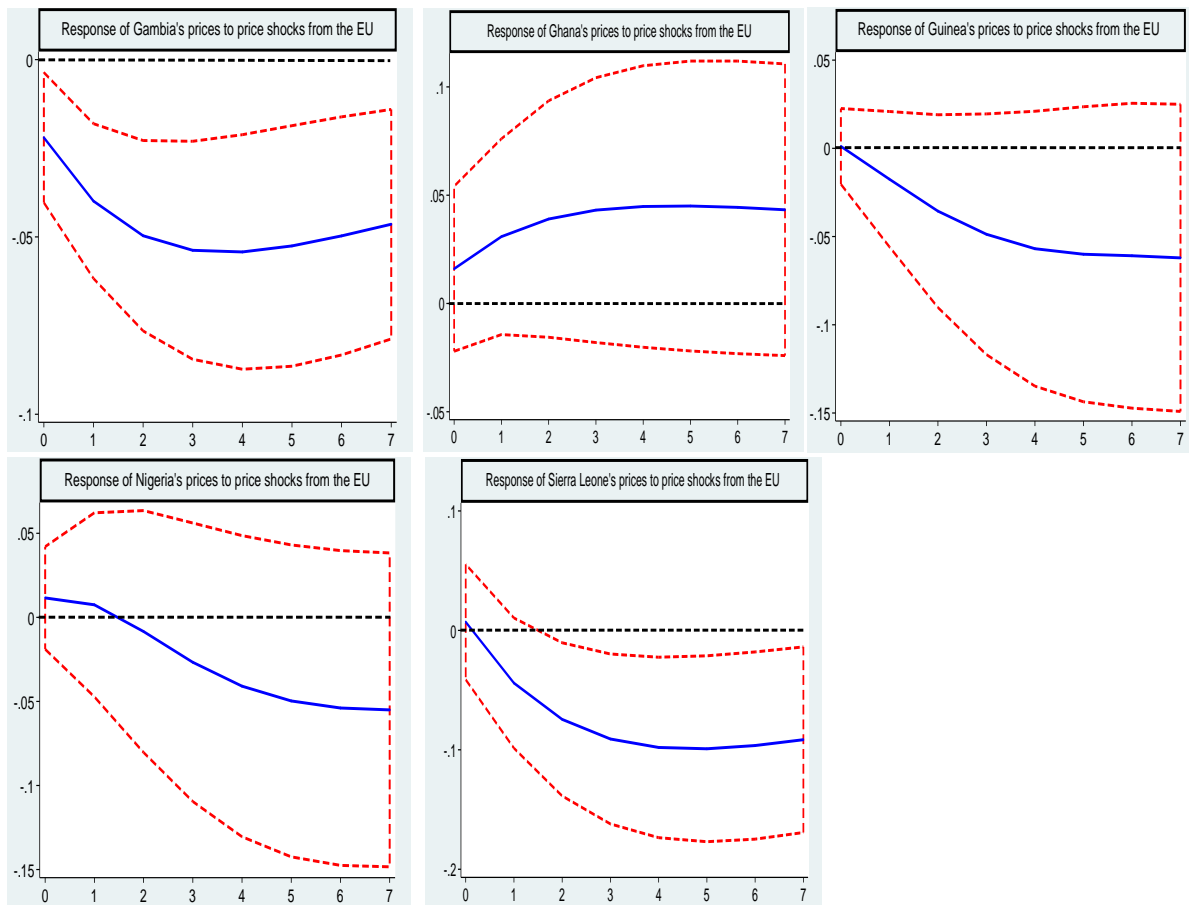 Response of Gambia's prices to price shocks from the EU
0
-.05
-.1
0 1 2 3 4 5 6 7
Response of Ghana's prices to price shocks from the EU
.1
.05
0
-.05
0 1 2 3 4 5 6 7
Response of Guinea's prices to price shocks from the EU
.05
0
-.05
-.1
-.15
0 1 2 3 4 5 6 7
Response of Nigeria's prices to price shocks from the EU
.05
0
-.05
-.1
-.15
0 1 2 3 4 5 6 7
Response of Sierra Leone's prices to price shocks from the EU
.1
0
-.1
-.2
0 1 2 3 4 5 6 7